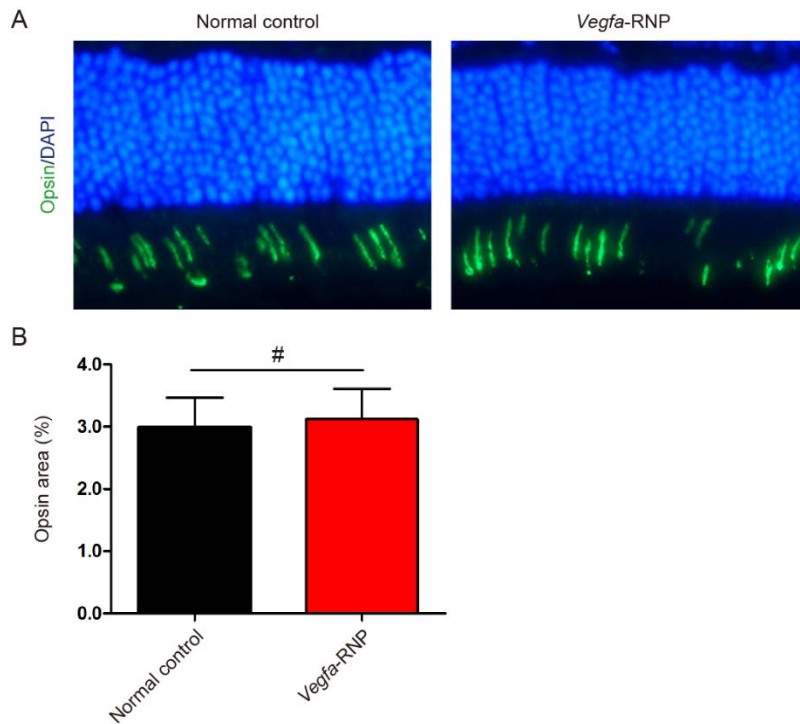 A
Normal control
Vegfa-RNP
Opsin/DAPI
B
#
4.0
3.0
2.0
1.0
0.0
Opsin area (%)
Normal control
Vegfa-RNP